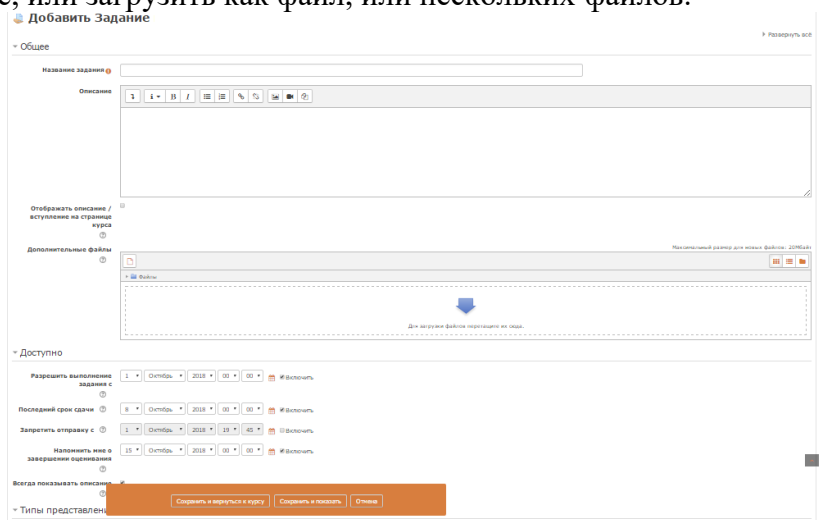 е, или загрузить как файл, или нескольких файлов.
Добавить Задание
Развернуть всё
Общее
Название задания
Описание
Отображать описание /
вступление на странице
курса
Дополнительные файлы
Максимальный размер для новых файлов: 20Мбайт
Файлы
Для загрузки файлов перетащите их сюда.
Доступно
Разрешить выполнение
задания с
1 Октябрь 2018 00 00 Включить
Последний срок сдачи 8 Октябрь 2018 00 00 Включить
Запретить отправку с 1 Октябрь 2018 19 45 Включить
Напомнить мне о
завершении оценивания
15 Октябрь 2018 00 00 Включить
Всегда показывать описание
Сохранить и вернуться к курсу Сохранить и показать Отмена
Типы представлен